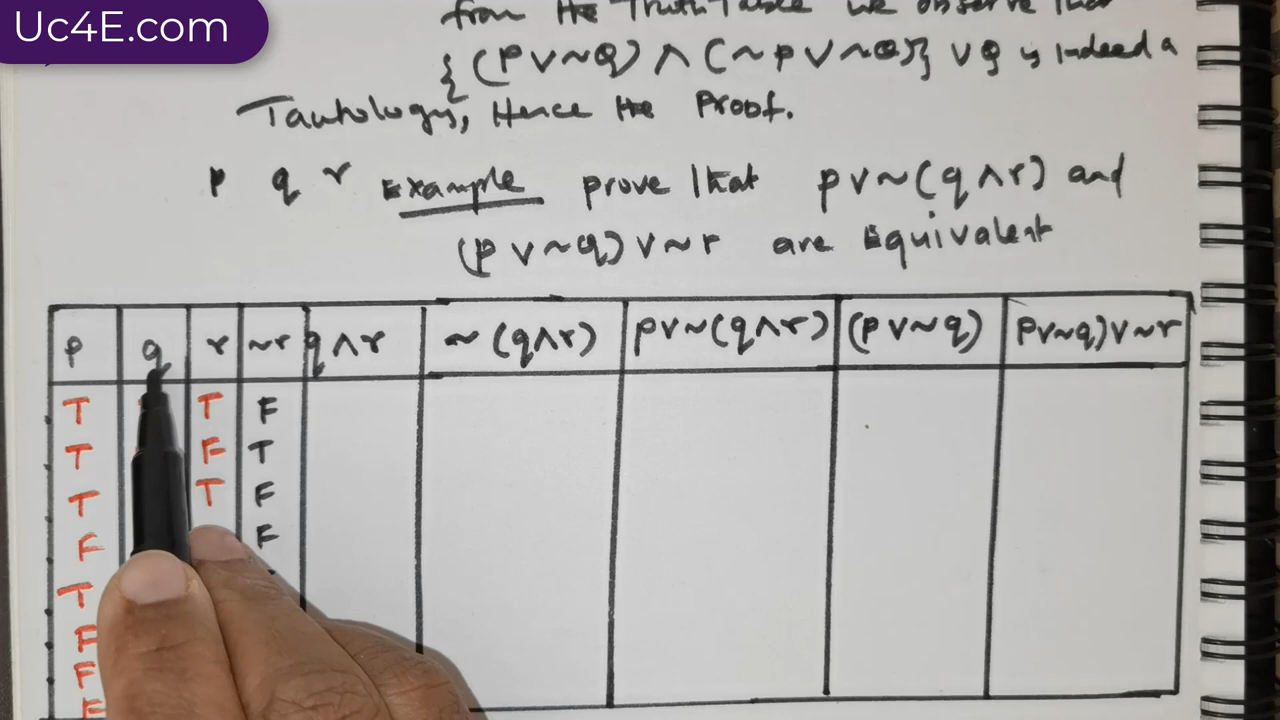 Uc4E.com
from the Truth Table we observe that
{(p∨~q) ∧ (~p∨~q)} ∨ q is indeed a
Tautology, Hence the Proof.
p q r Example prove that p∨~(q∧r) and
(p∨~q)∨~r are Equivalent
p q r ~r q∧r ~(q∧r) p∨~(q∧r) (p∨~q) p∨~q)∨~r
T T F
T F T
T T F
F F
T
F
F
F